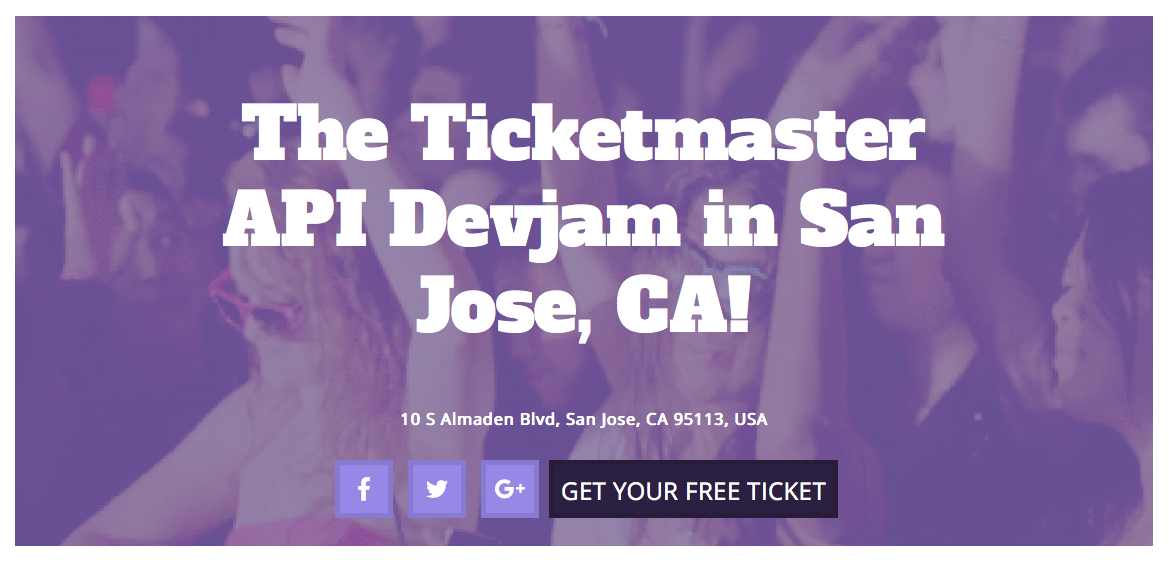 The Ticketmaster
API Devjam in San
Jose, CA!
10 S Almaden Blvd, San Jose, CA 95113, USA
f
G+
GET YOUR FREE TICKET